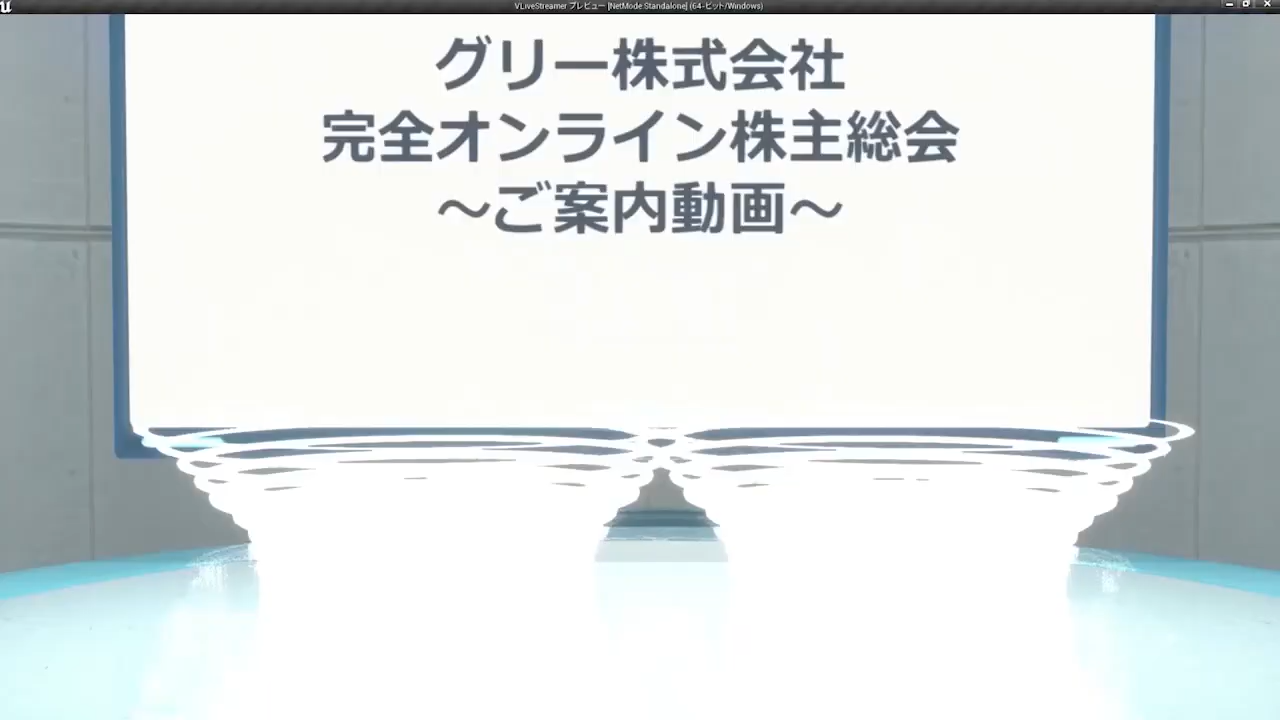 VLiveStreamer プレビュー [NetMode Standalone] (64-ビット/Windows)
グリー株式会社
完全オンライン株主総会
～ご案内動画～